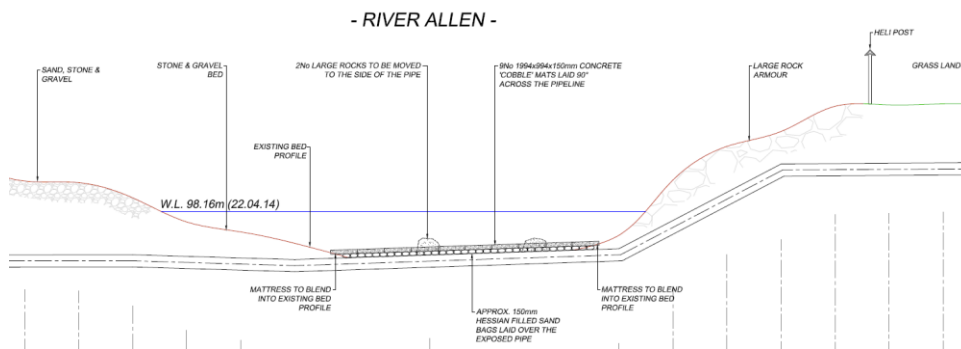 - RIVER ALLEN -
HELI POST
SAND, STONE &
GRAVEL
STONE & GRAVEL
BED
2No LARGE ROCKS TO BE MOVED
TO THE SIDE OF THE PIPE
9No 1994x994x150mm CONCRETE
'COBBLE' MATS LAID 90°
ACROSS THE PIPELINE
LARGE ROCK
ARMOUR
GRASS LAND
EXISTING BED
PROFILE
W.L. 98.16m (22.04.14)
MATTRESS TO BLEND
INTO EXISTING BED
PROFILE
MATTRESS TO BLEND
INTO EXISTING BED
PROFILE
APPROX. 150mm
HESSIAN FILLED SAND
BAGS LAID OVER THE
EXPOSED PIPE